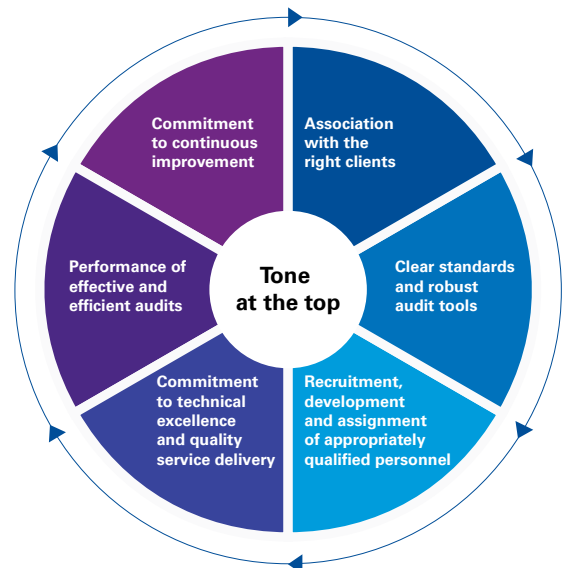 Commitment
to continuous
improvement
Association
with the
right clients
Performance of
effective and
efficient audits
Tone
at the top
Clear standards
and robust
audit tools
Commitment
to technical
excellence
and quality
service delivery
Recruitment,
development
and assignment
of appropriately
qualified personnel